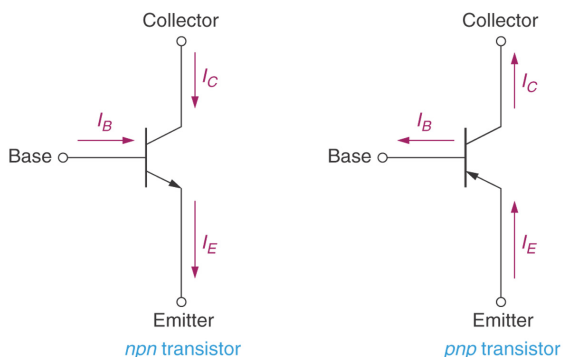 Collector
I_C
I_B
Base
I_E
Emitter
npn transistor
Collector
I_C
I_B
Base
I_E
Emitter
pnp transistor